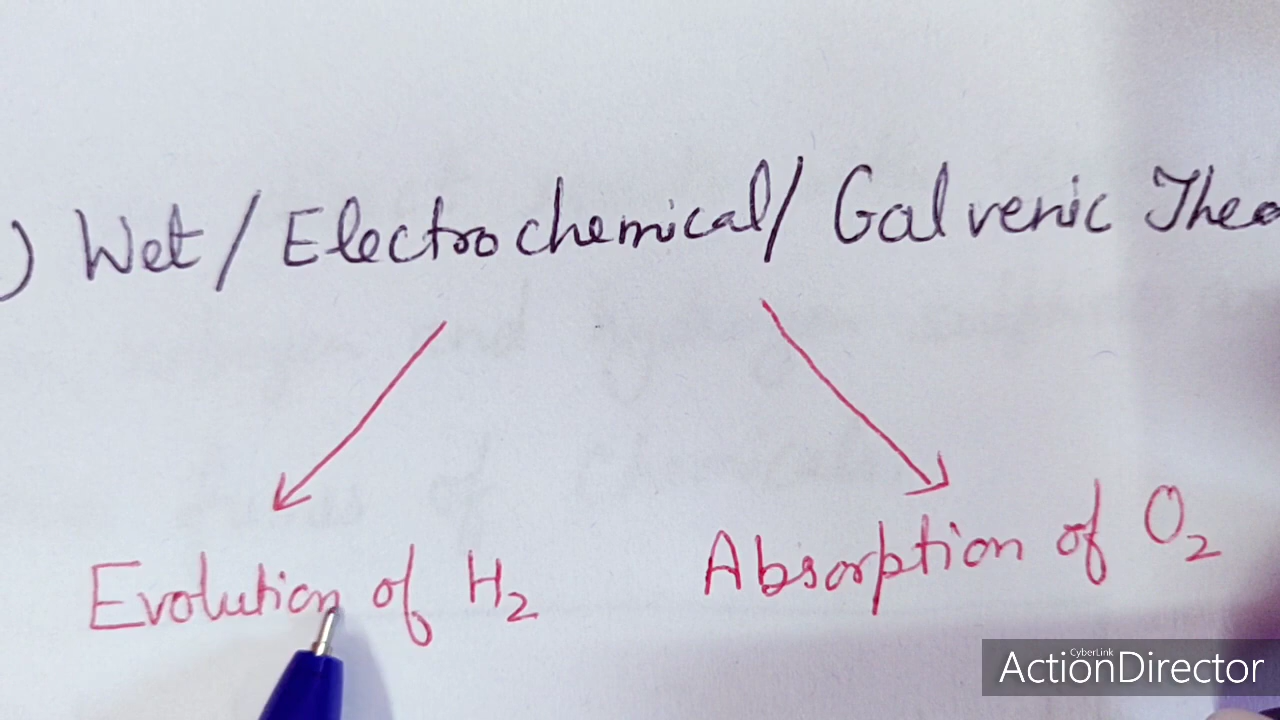 ) Wet / Electrochemical / Galvenic Theo
Evolution of H₂ Absorption of O₂
CyberLink
ActionDirector